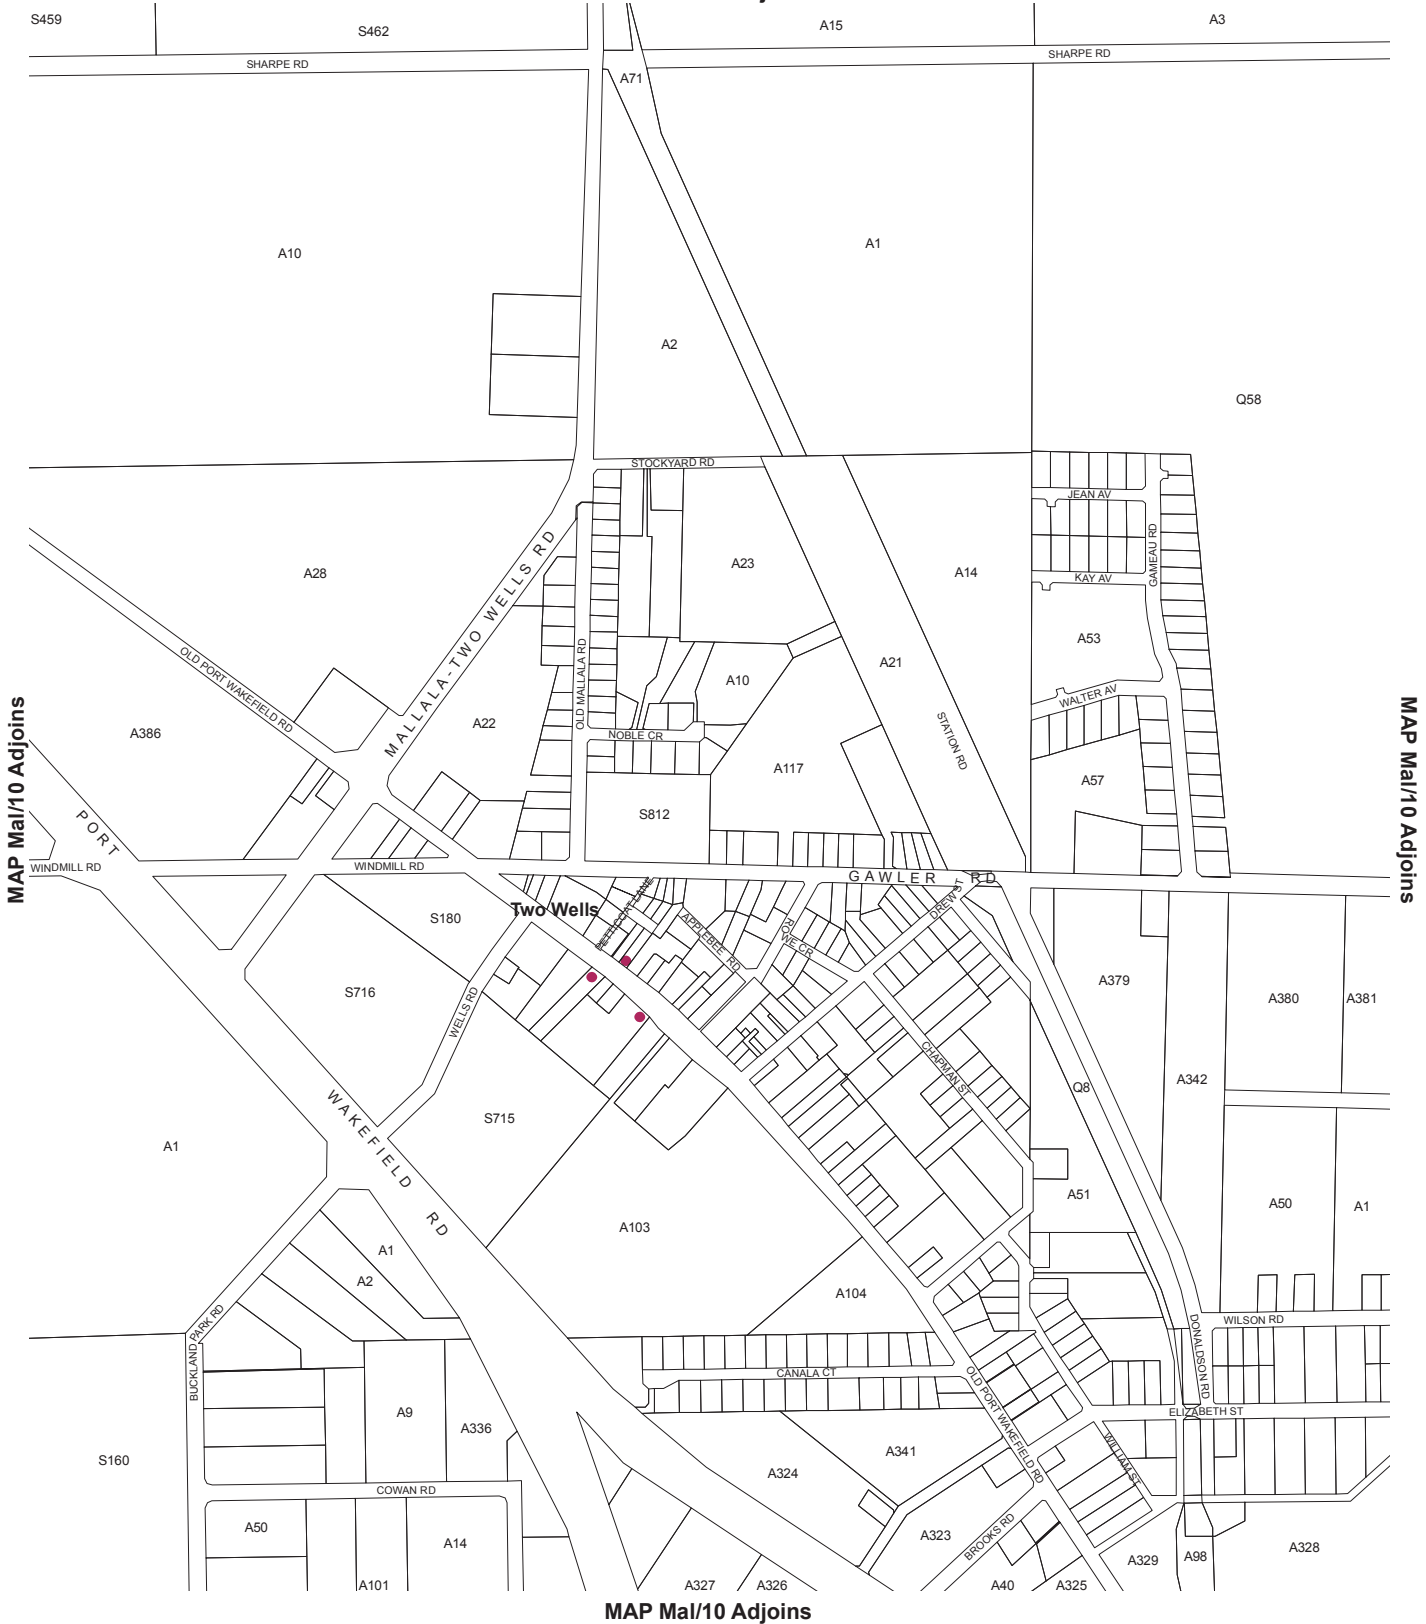 S459
S462
A15
A3
SHARPE RD
SHARPE RD
A71
A10
A1
A2
Q58
STOCKYARD RD
JEAN AV
GAMEAU RD
KAY AV
A28
A23
A14
MALLALA-TWO WELLS RD
OLD PORT WAKEFIELD RD
OLD MALLALA RD
A53
A21
A10
WALTER AV
A386
A22
NOBLE CR
STATION RD
A117
A57
S812
MAP Mal/10 Adjoins
MAP Mal/10 Adjoins
PORT
WINDMILL RD
WINDMILL RD
GAWLER RD
DREW ST
Two Wells
PETTICOAT LANE
APPLEBEE RD
ROWE CR
S180
S716
WELLS RD
A379
A380
A381
CHAPMAN ST
Q8
A342
WAKEFIELD RD
S715
A1
A51
A50
A1
A103
A1
A2
A104
BUCKLAND PARK RD
WILSON RD
DONALDSON RD
CANALA CT
OLD PORT WAKEFIELD RD
ELIZABETH ST
A9
A336
WILLIAM ST
S160
A341
A324
COWAN RD
A50
A14
A323
BROOKS RD
A329
A98
A328
A101
A327
A326
A40
A325
MAP Mal/10 Adjoins